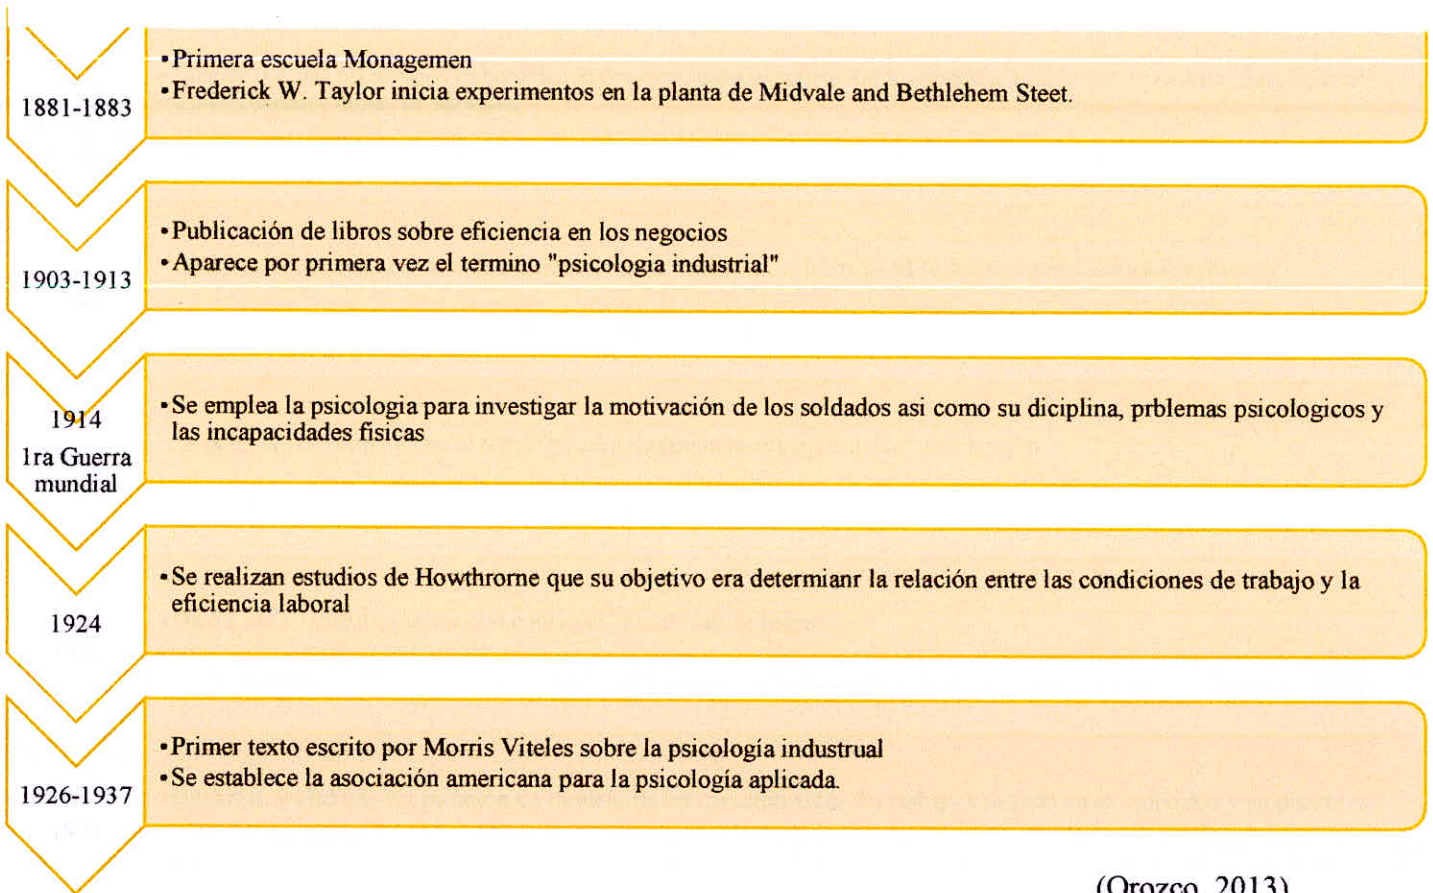 1881-1883
•Primera escuela Monagemen
•Frederick W. Taylor inicia experimentos en la planta de Midvale and Bethlehem Steet.
1903-1913
•Publicación de libros sobre eficiencia en los negocios
•Aparece por primera vez el termino "psicologia industrial"
1914
1ra Guerra
mundial
•Se emplea la psicologia para investigar la motivación de los soldados asi como su diciplina, prblemas psicologicos y
las incapacidades físicas
1924
•Se realizan estudios de Howthrorne que su objetivo era determianr la relación entre las condiciones de trabajo y la
eficiencia laboral
1926-1937
•Primer texto escrito por Morris Viteles sobre la psicología industrual
•Se establece la asociación americana para la psicología aplicada.
(Orozco, 2013)